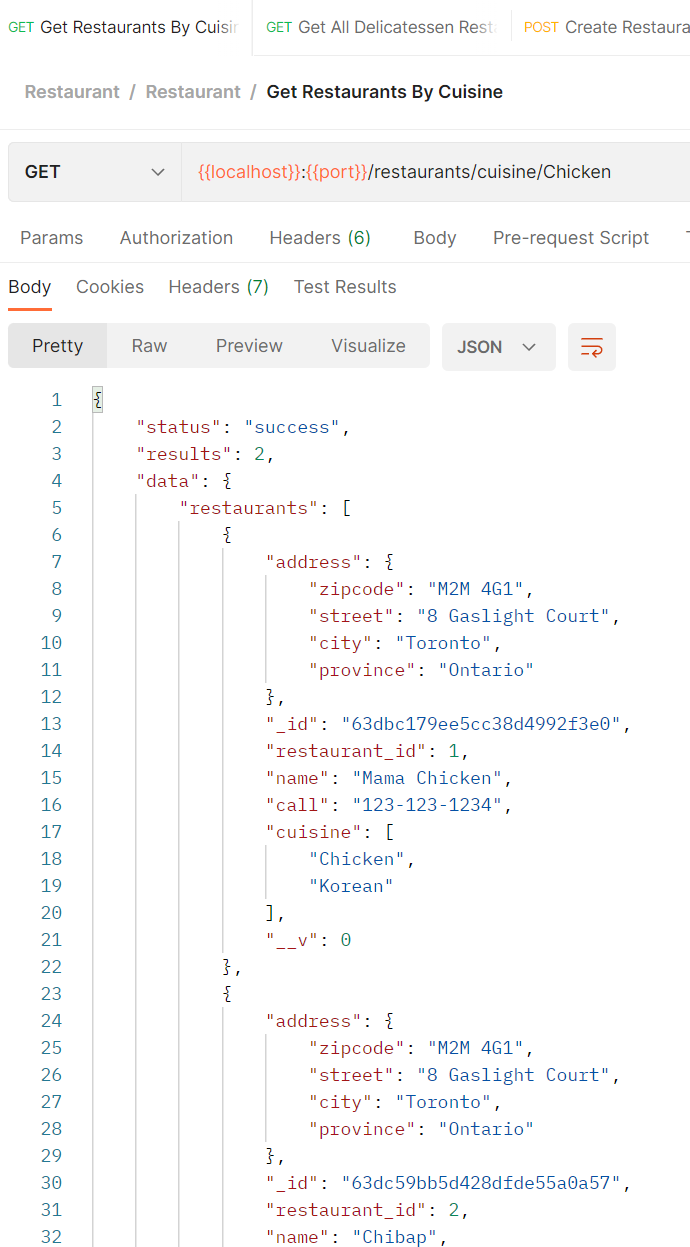 GET Get Restaurants By Cuisir GET Get All Delicatessen Rest POST Create Restaura
Restaurant / Restaurant / Get Restaurants By Cuisine
GET {{localhost}}:{{port}}/restaurants/cuisine/Chicken
Params Authorization Headers (6) Body Pre-request Script
Body Cookies Headers (7) Test Results
Pretty Raw Preview Visualize JSON
1 {
2 "status": "success",
3 "results": 2,
4 "data": {
5 "restaurants": [
6 {
7 "address": {
8 "zipcode": "M2M 4G1",
9 "street": "8 Gaslight Court",
10 "city": "Toronto",
11 "province": "Ontario"
12 },
13 "_id": "63dbc179ee5cc38d4992f3e0",
14 "restaurant_id": 1,
15 "name": "Mama Chicken",
16 "call": "123-123-1234",
17 "cuisine": [
18 "Chicken",
19 "Korean"
20 ],
21 "__v": 0
22 },
23 {
24 "address": {
25 "zipcode": "M2M 4G1",
26 "street": "8 Gaslight Court",
27 "city": "Toronto",
28 "province": "Ontario"
29 },
30 "_id": "63dc59bb5d428dfde55a0a57",
31 "restaurant_id": 2,
32 "name": "Chibap",